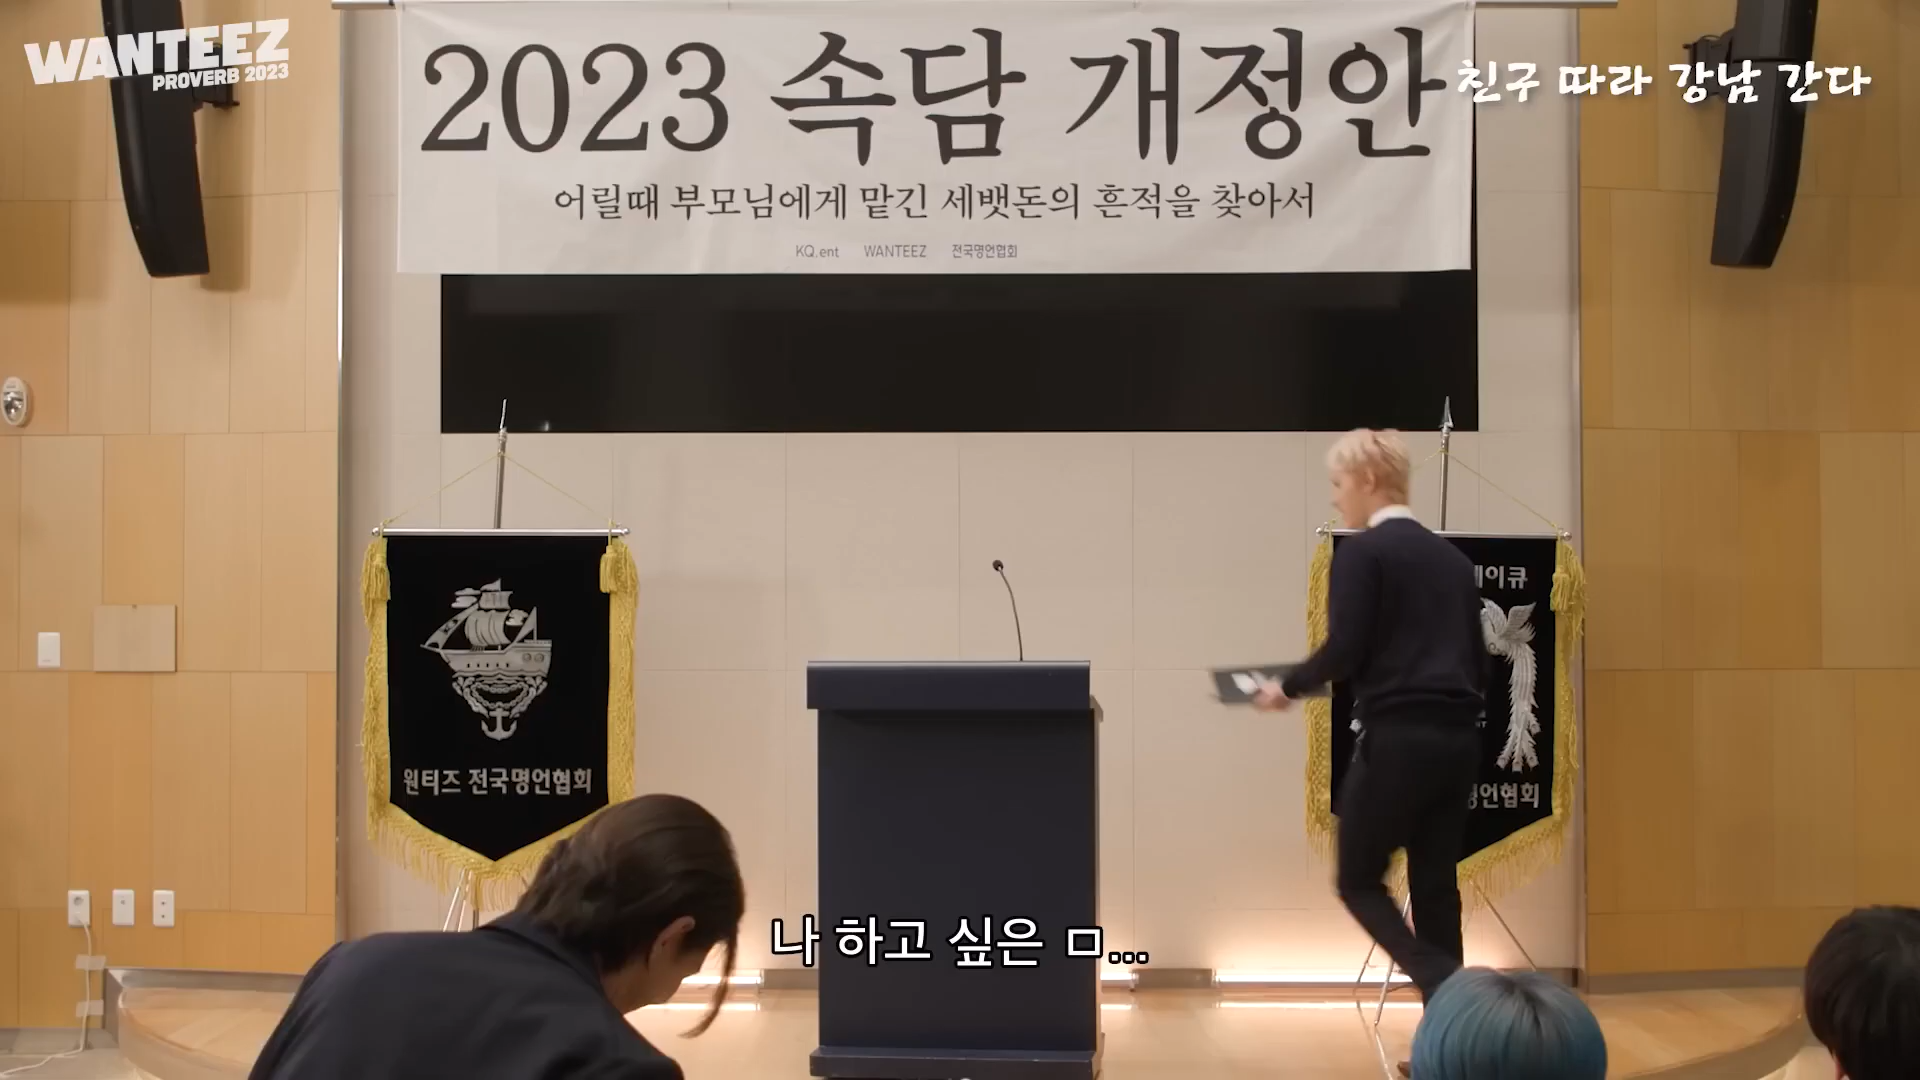 WANTEEZ
PROVERB 2023
2023 속담 개정안
친구 따라 강남 간다
어릴때 부모님에게 맡긴 세뱃돈의 흔적을 찾아서
KQ.ent WANTEEZ 전국명언협회
원티즈 전국명언협회
이큐
언협회
나 하고 싶은 ㅁ...